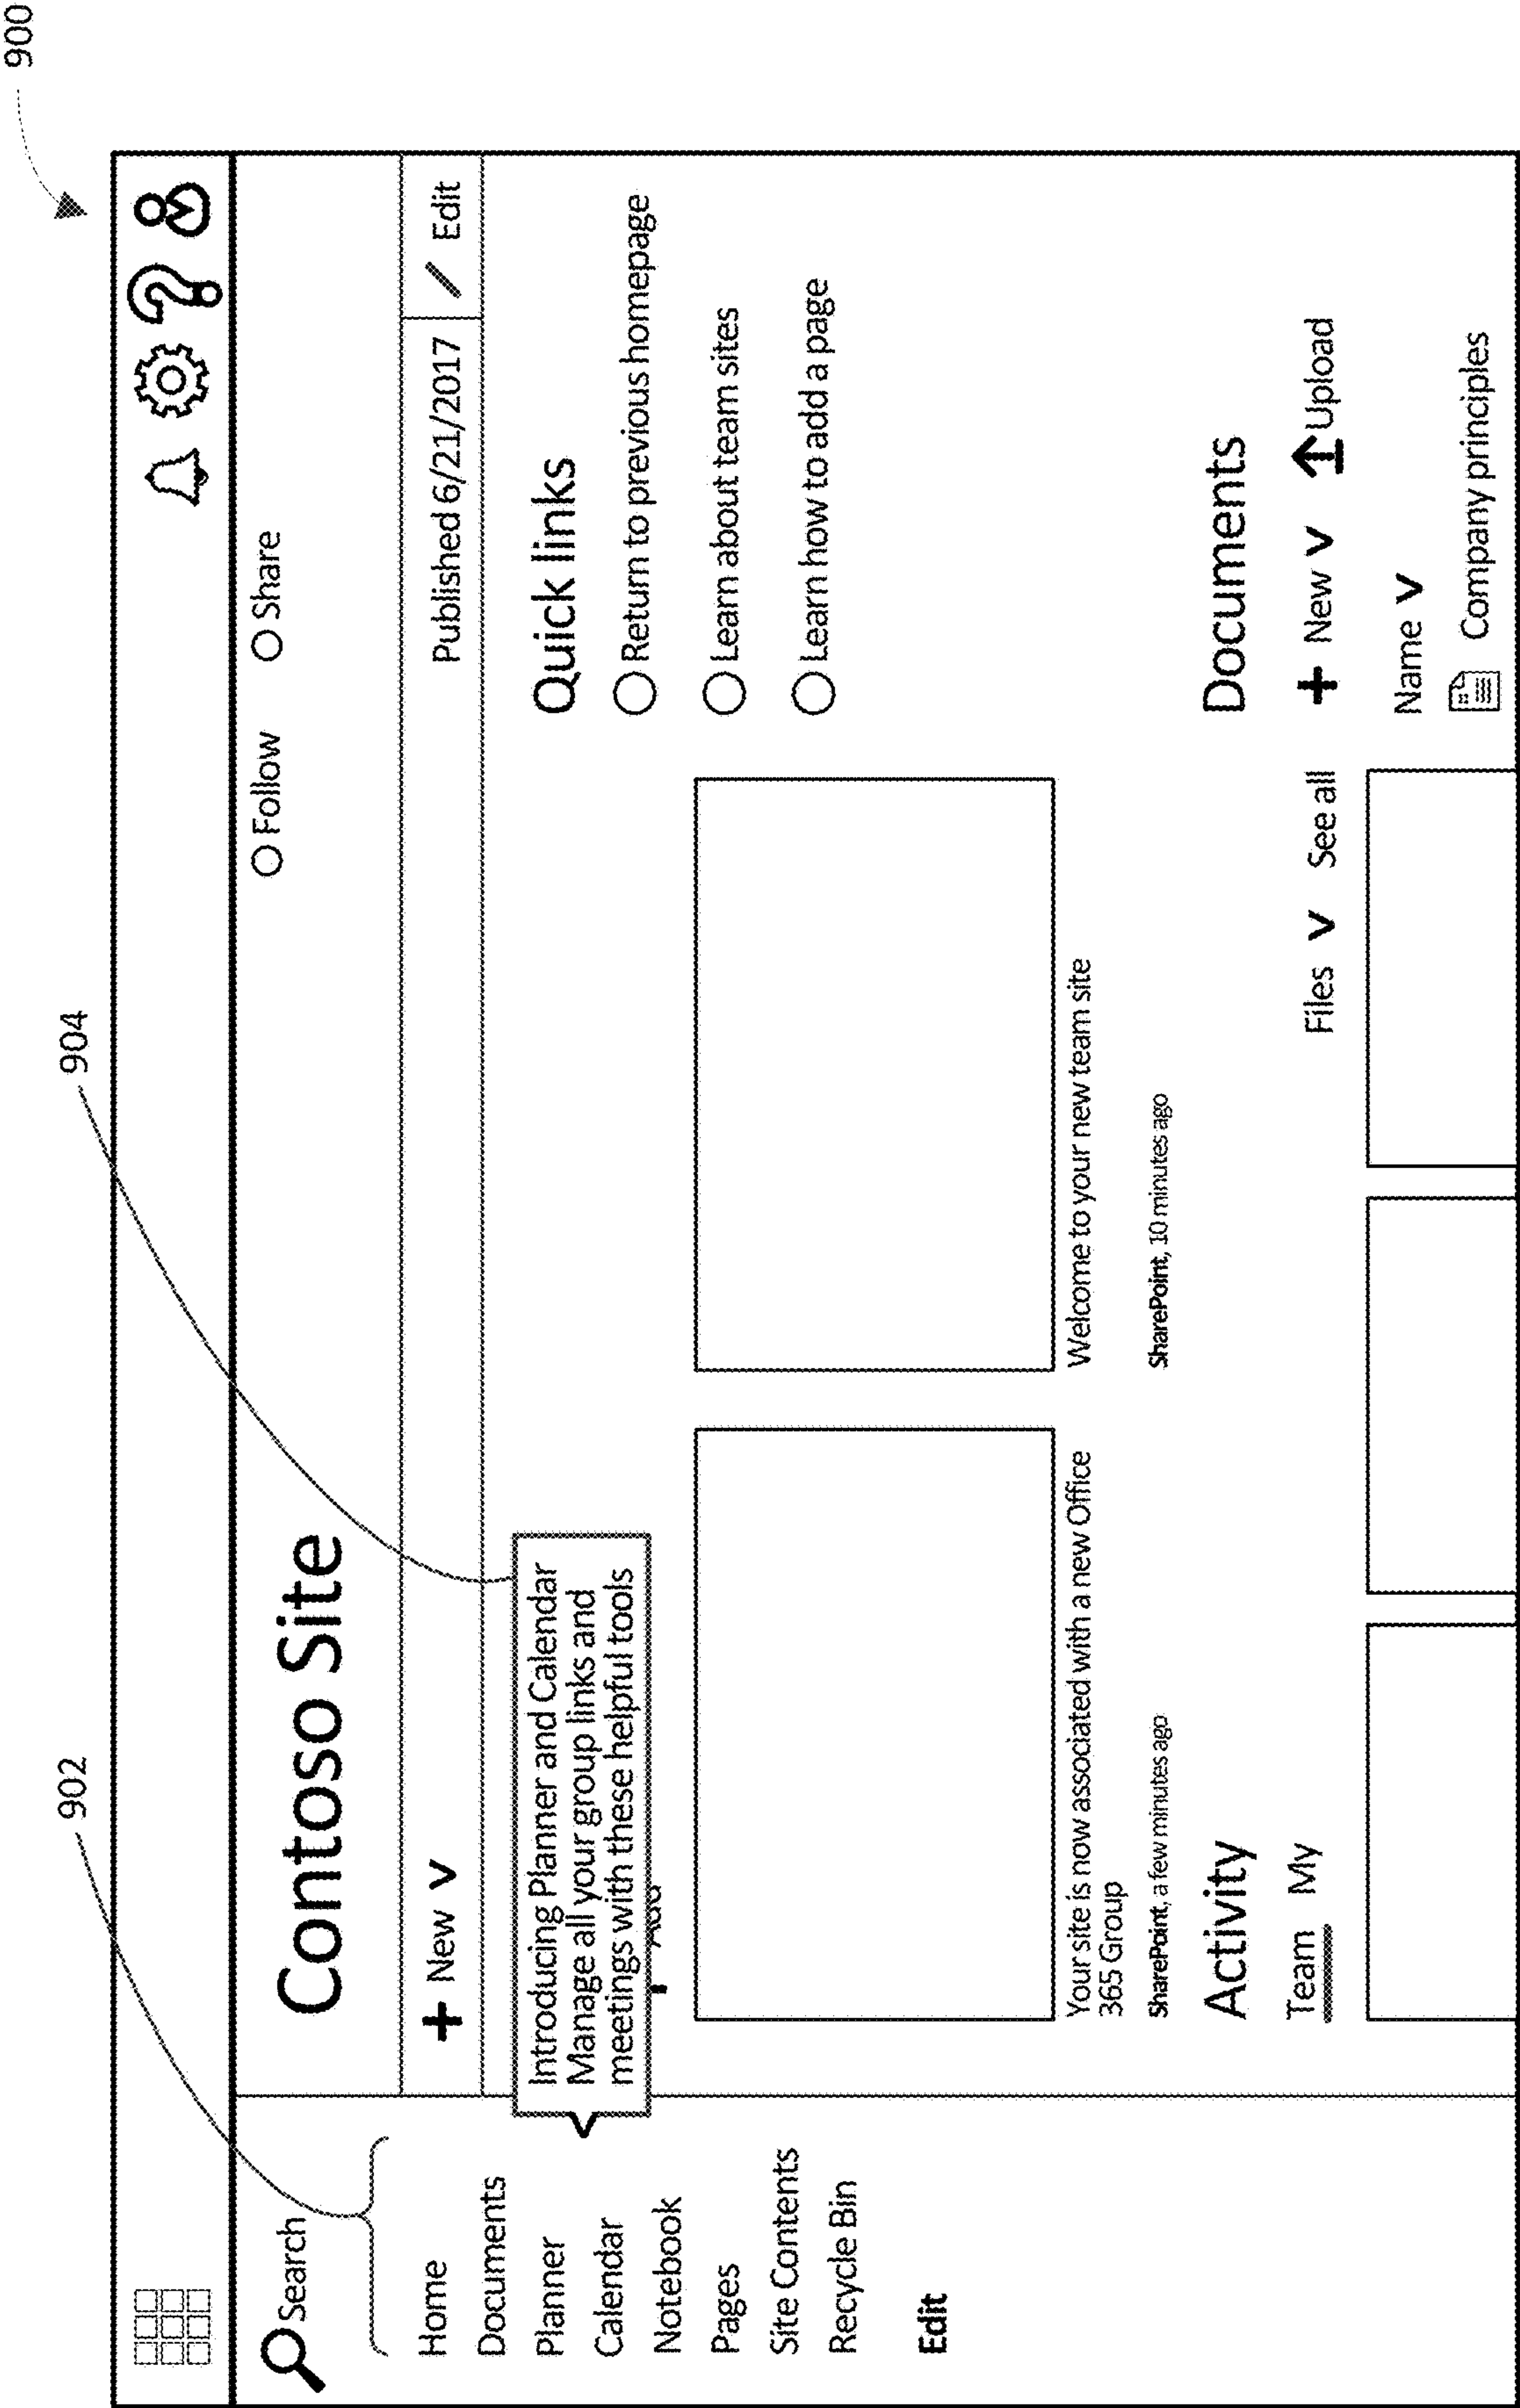 900
902
904
Search
Home
Documents
Planner
Calendar
Notebook
Pages
Site Contents
Recycle Bin
Edit
Contoso Site
Follow
Share
+ New
Published 6/21/2017
Edit
Introducing Planner and Calendar
Manage all your group links and
meetings with these helpful tools
Your site is now associated with a new Office
365 Group
SharePoint, a few minutes ago
Welcome to your new team site
SharePoint, 10 minutes ago
Quick links
Return to previous homepage
Learn about team sites
Learn how to add a page
Activity
Team My
Files See all
Documents
+ New Upload
Name
Company principles